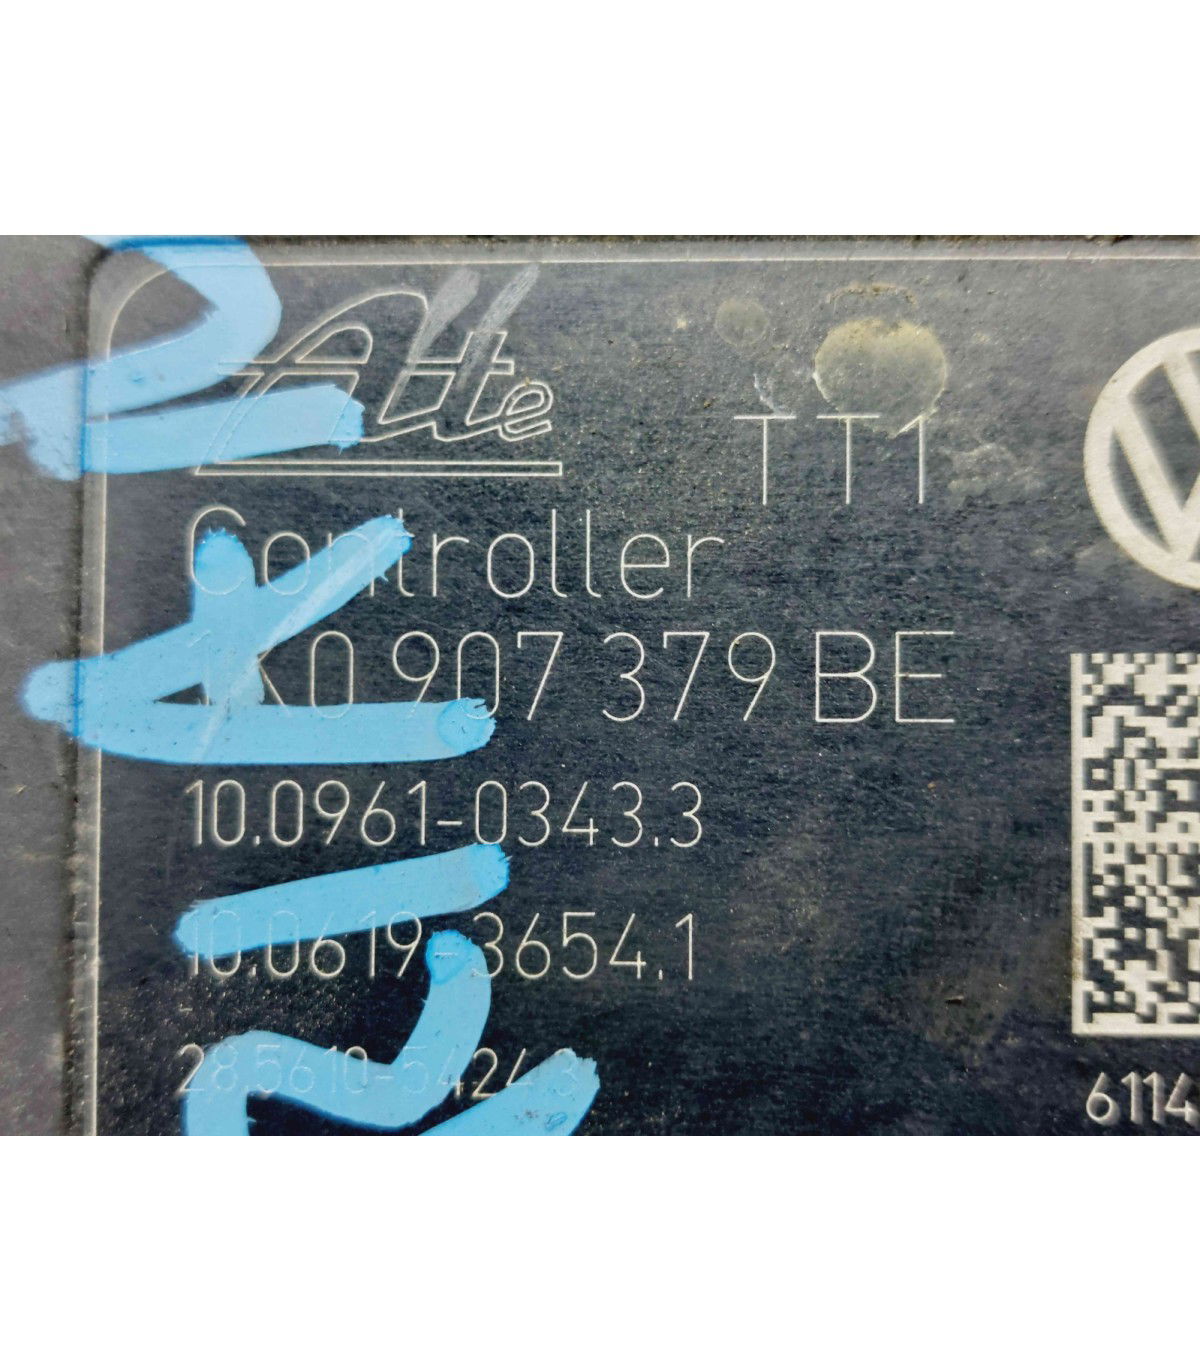 Ate
TT1
Controller
1K0 907 379 BE
10.0961-0343.3
10.0619-3654.1
28.5610-5424.3
6114